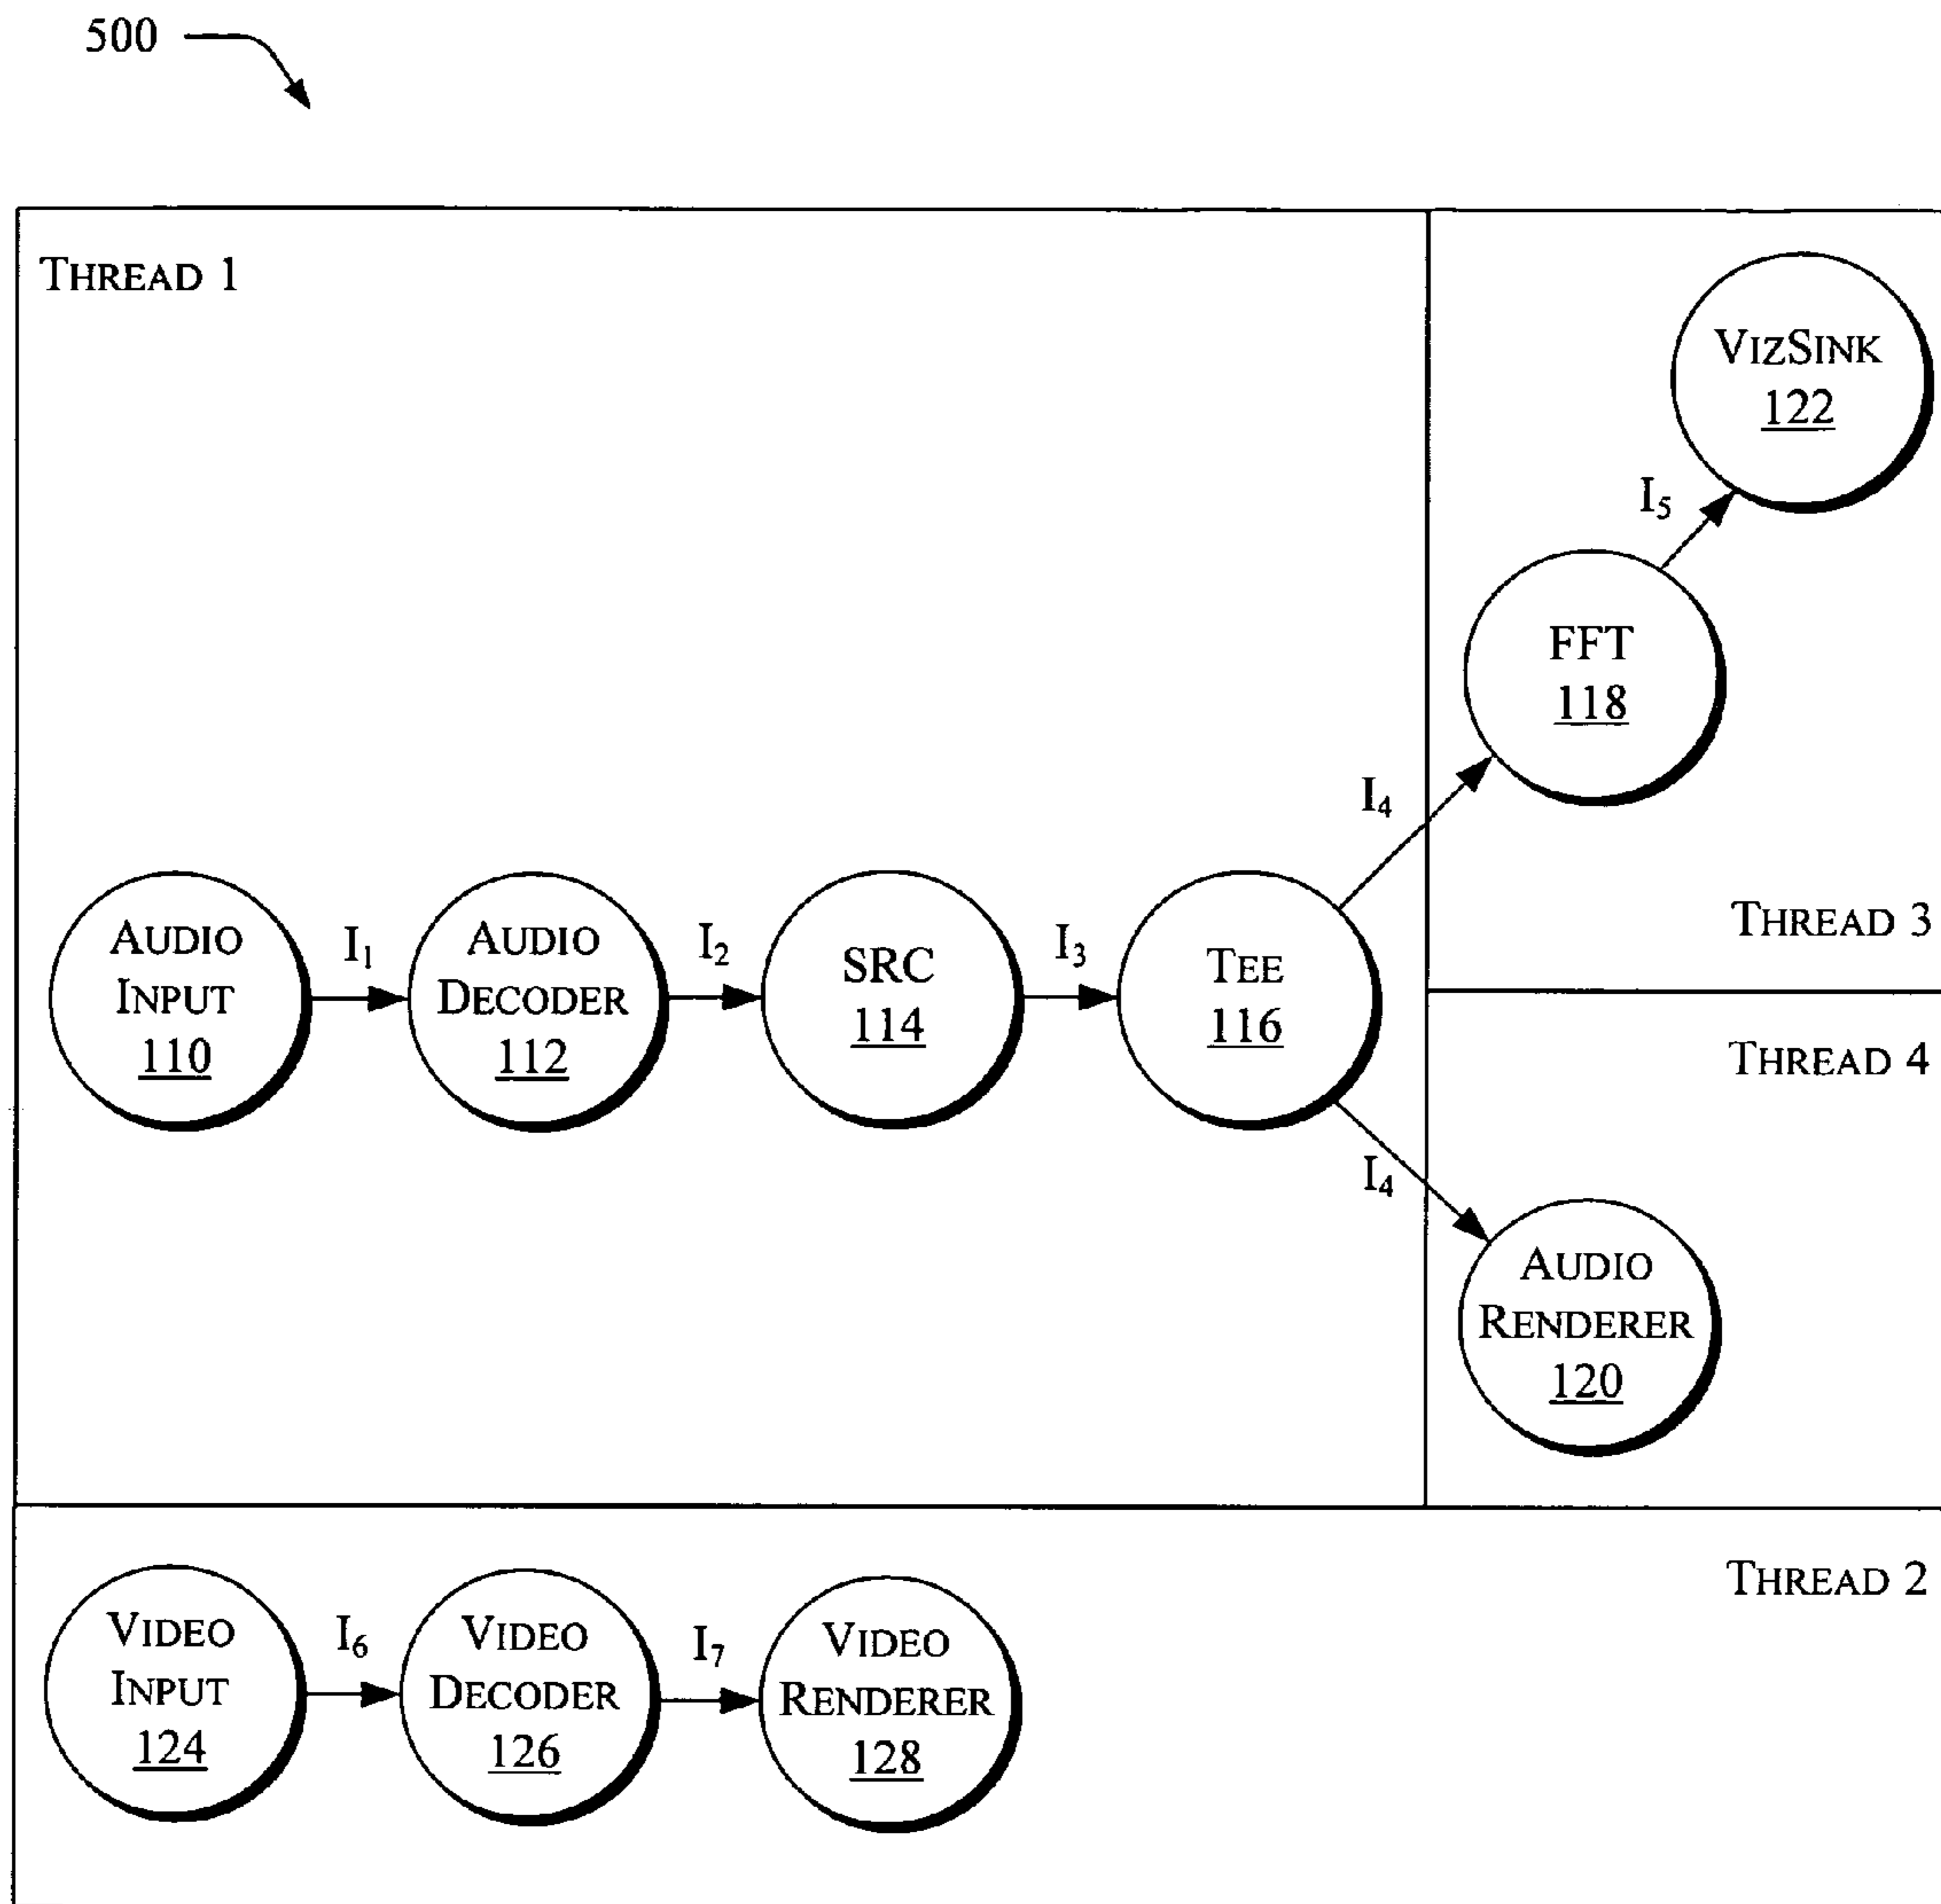 500
THREAD 1
VIZSINK
122
I5
FFT
118
I4
THREAD 3
AUDIO
INPUT
110
I1
AUDIO
DECODER
112
I2
SRC
114
I3
TEE
116
THREAD 4
I4
AUDIO
RENDERER
120
THREAD 2
VIDEO
INPUT
124
I6
VIDEO
DECODER
126
I7
VIDEO
RENDERER
128